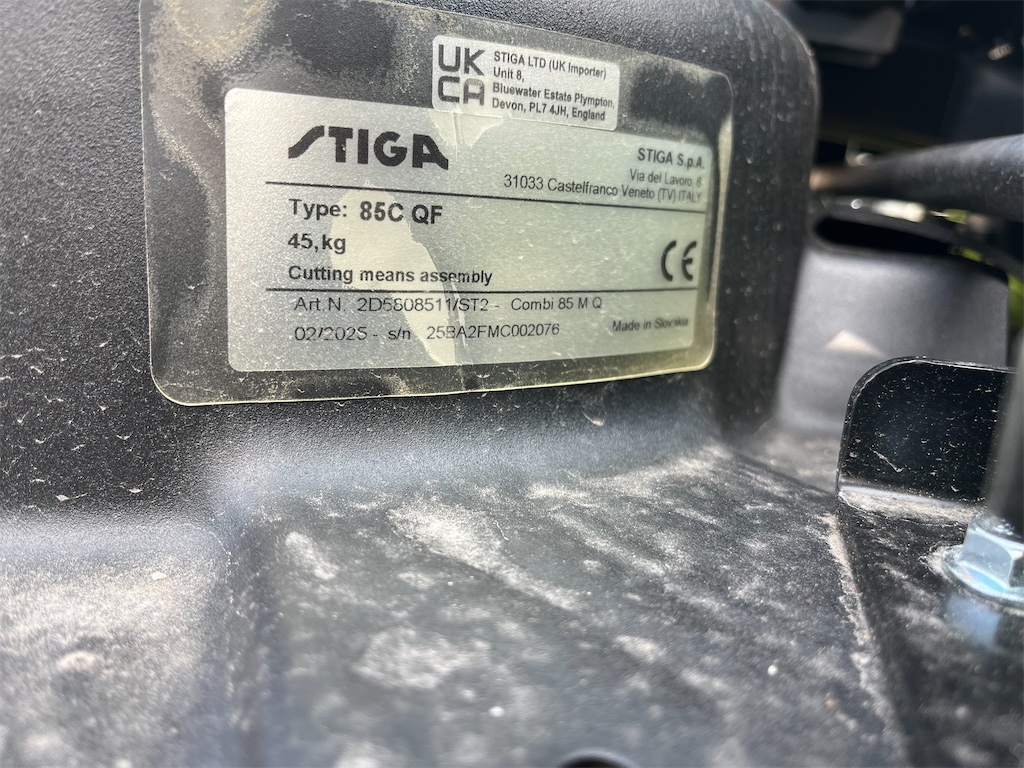 UK
CA
STIGA LTD (UK Importer)
Unit 8,
Bluewater Estate Plympton,
Devon, PL7 4JH, England
STIGA
STIGA S.p.A.
Via del Lavoro, 6
31033 Castelfranco Veneto (TV) ITALY
Type: 85C QF
45,kg
Cutting means assembly
CE
Art.N. 2D5808511/ST2 - Combi 85 M Q
02/2025 - s/n 25BA2FMC002076
Made in Slovakia